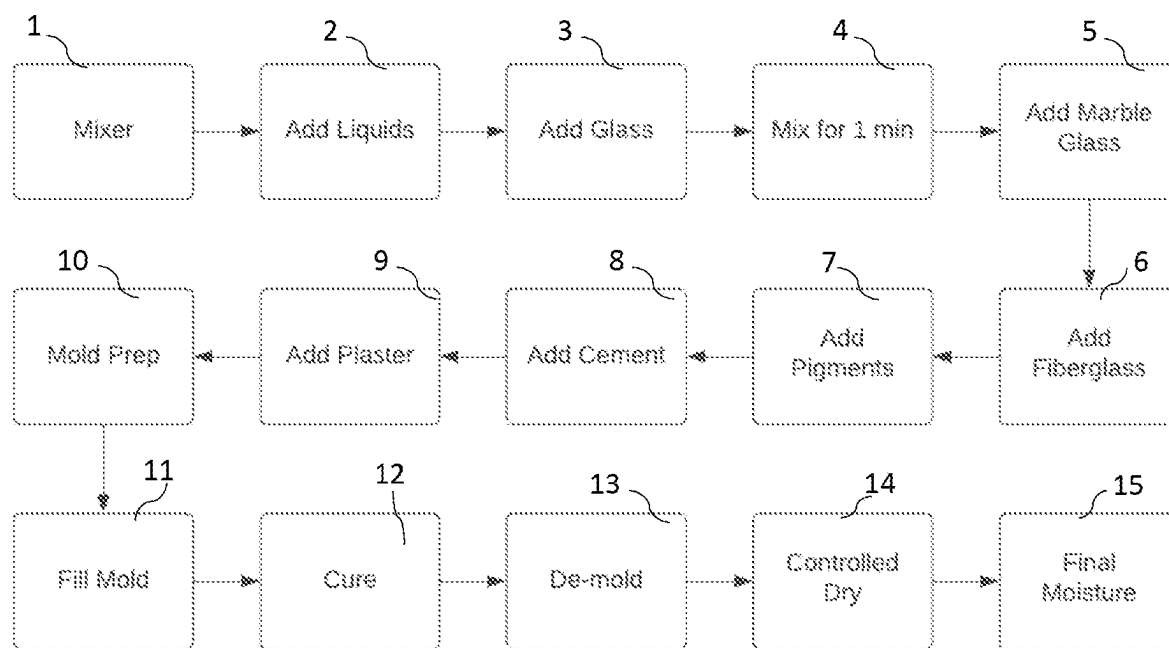 1
Mixer
2
Add Liquids
3
Add Glass
4
Mix for 1 min
5
Add Marble
Glass
6
Add
Fiberglass
7
Add
Pigments
8
Add Cement
9
Add Plaster
10
Mold Prep
11
Fill Mold
12
Cure
13
De-mold
14
Controlled
Dry
15
Final
Moisture